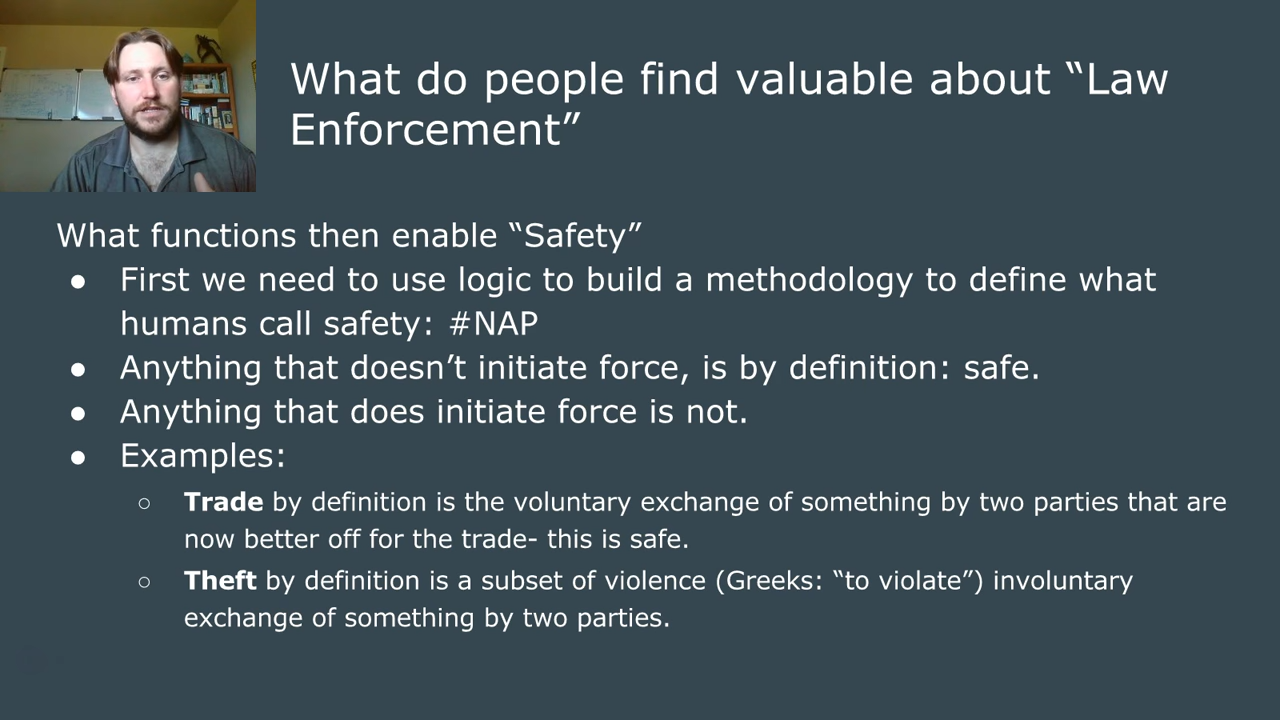 What do people find valuable about “Law
Enforcement”
What functions then enable “Safety”
● First we need to use logic to build a methodology to define what
humans call safety: #NAP
● Anything that doesn’t initiate force, is by definition: safe.
● Anything that does initiate force is not.
● Examples:
○ Trade by definition is the voluntary exchange of something by two parties that are
now better off for the trade- this is safe.
○ Theft by definition is a subset of violence (Greeks: “to violate”) involuntary
exchange of something by two parties.